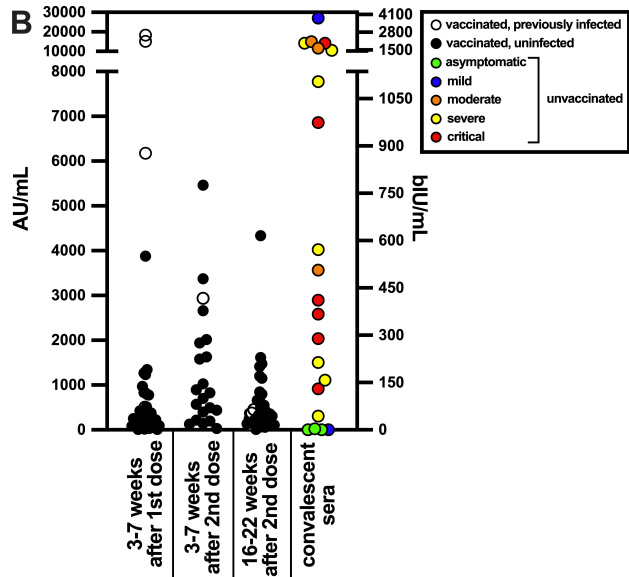 B
30000
20000
10000
8000
7000
6000
5000
4000
3000
2000
1000
0
AU/mL
4100
2800
1500
1050
900
750
600
450
300
150
0
bIU/mL
vaccinated, previously infected
vaccinated, uninfected
asymptomatic
mild
moderate
severe
critical
unvaccinated
3-7 weeks
after 1st dose
3-7 weeks
after 2nd dose
16-22 weeks
after 2nd dose
convalescent
sera